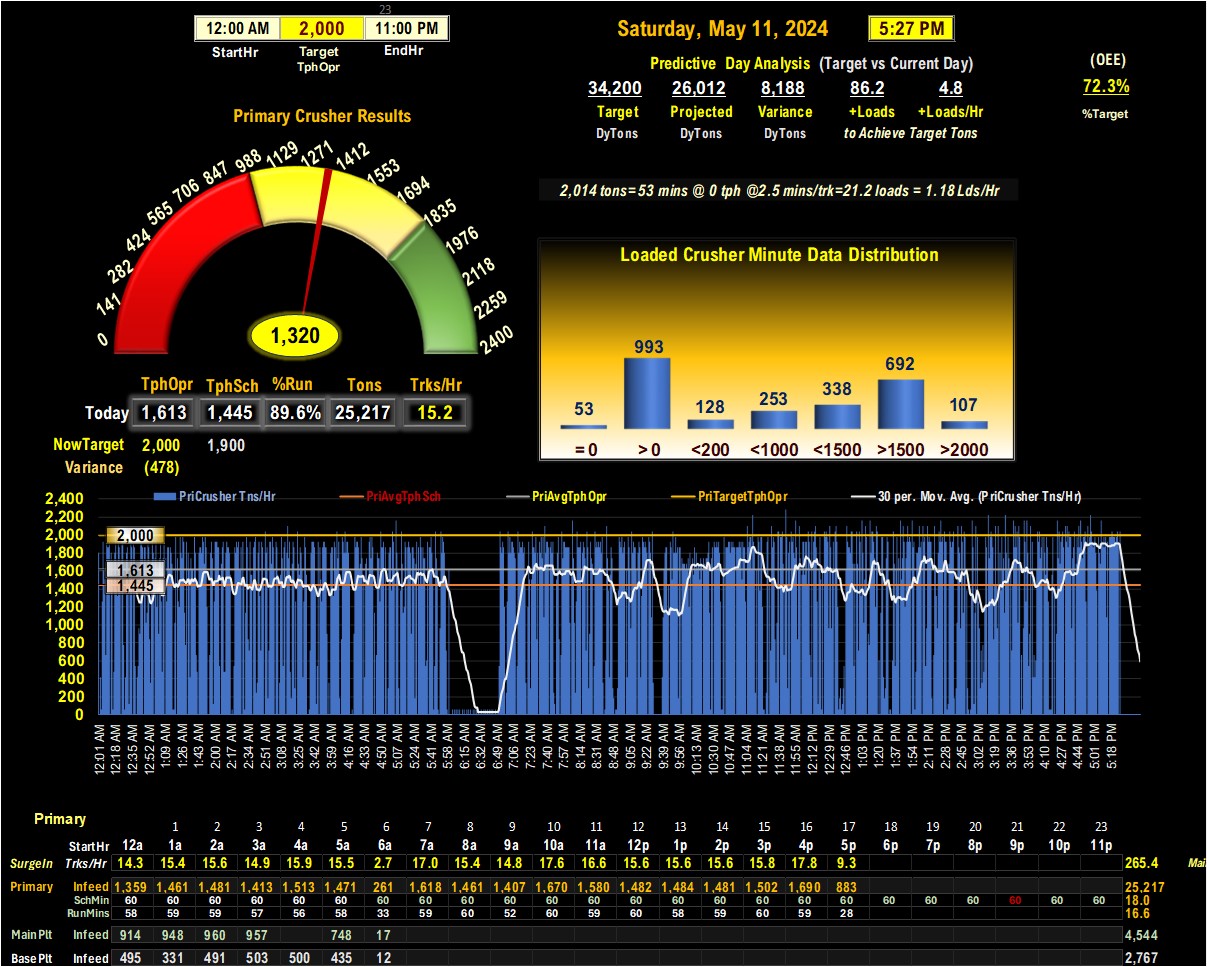 23
12:00 AM 2,000 11:00 PM
StartHr Target TphOpr EndHr
Saturday, May 11, 2024 5:27 PM
Predictive Day Analysis (Target vs Current Day)
34,200 26,012 8,188 86.2 4.8
Target Projected Variance +Loads +Loads/Hr
DyTons DyTons DyTons to Achieve Target Tons
(OEE)
72.3%
%Target
2,014 tons=53 mins @ 0 tph @2.5 mins/trk=21.2 loads = 1.18 Lds/Hr
Primary Crusher Results
0 141 282 424 565 706 847 988 1129 1271 1412 1553 1694 1835 1976 2118 2259 2400
1,320
TphOpr TphSch %Run Tons Trks/Hr
Today 1,613 1,445 89.6% 25,217 15.2
NowTarget 2,000 1,900
Variance (478)
Loaded Crusher Minute Data Distribution
53 993 128 253 338 692 107
= 0 > 0 <200 <1000 <1500 >1500 >2000
PriCrusher Tns/Hr PriAvgTphSch PriAvgTphOpr PriTargetTphOpr 30 per. Mov. Avg. (PriCrusher Tns/Hr)
2,400
2,200
2,000
1,800
1,600
1,400
1,200
1,000
800
600
400
200
0
2,000
1,613
1,445
12:01 AM 12:18 AM 12:35 AM 12:52 AM 1:09 AM 1:26 AM 1:43 AM 2:00 AM 2:17 AM 2:34 AM 2:51 AM 3:08 AM 3:25 AM 3:42 AM 3:59 AM 4:16 AM 4:33 AM 4:50 AM 5:07 AM 5:24 AM 5:41 AM 5:58 AM 6:15 AM 6:32 AM 6:49 AM 7:06 AM 7:23 AM 7:40 AM 7:57 AM 8:14 AM 8:31 AM 8:48 AM 9:05 AM 9:22 AM 9:39 AM 9:56 AM 10:13 AM 10:30 AM 10:47 AM 11:04 AM 11:21 AM 11:38 AM 11:55 AM 12:12 PM 12:29 PM 12:46 PM 1:03 PM 1:20 PM 1:37 PM 1:54 PM 2:11 PM 2:28 PM 2:45 PM 3:02 PM 3:19 PM 3:36 PM 3:53 PM 4:10 PM 4:27 PM 4:44 PM 5:01 PM 5:18 PM
Primary
1 2 3 4 5 6 7 8 9 10 11 12 13 14 15 16 17 18 19 20 21 22 23
StartHr 12a 1a 2a 3a 4a 5a 6a 7a 8a 9a 10a 11a 12p 1p 2p 3p 4p 5p 6p 7p 8p 9p 10p 11p
SurgeIn Trks/Hr 14.3 15.4 15.6 14.9 15.9 15.5 2.7 17.0 15.4 14.8 17.6 16.6 15.6 15.6 15.6 15.8 17.8 9.3 265.4
Primary Infeed 1,359 1,461 1,481 1,413 1,513 1,471 261 1,618 1,461 1,407 1,670 1,580 1,482 1,484 1,481 1,502 1,690 883 25,217
SchMin 60 60 60 60 60 60 60 60 60 60 60 60 60 60 60 60 60 60 60 60 60 60 60 60 18.0
RunMins 58 59 59 57 56 58 33 59 60 52 60 59 60 58 59 60 59 28 16.6
MainPlt Infeed 914 948 960 957 748 17 4,544
BasePlt Infeed 495 331 491 503 500 435 12 2,767